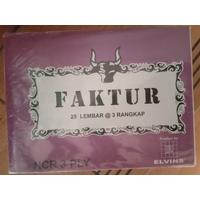 FAKTUR
25 LEMBAR @ 3 RANGKAP
NCR 3 PLY
ELVINS